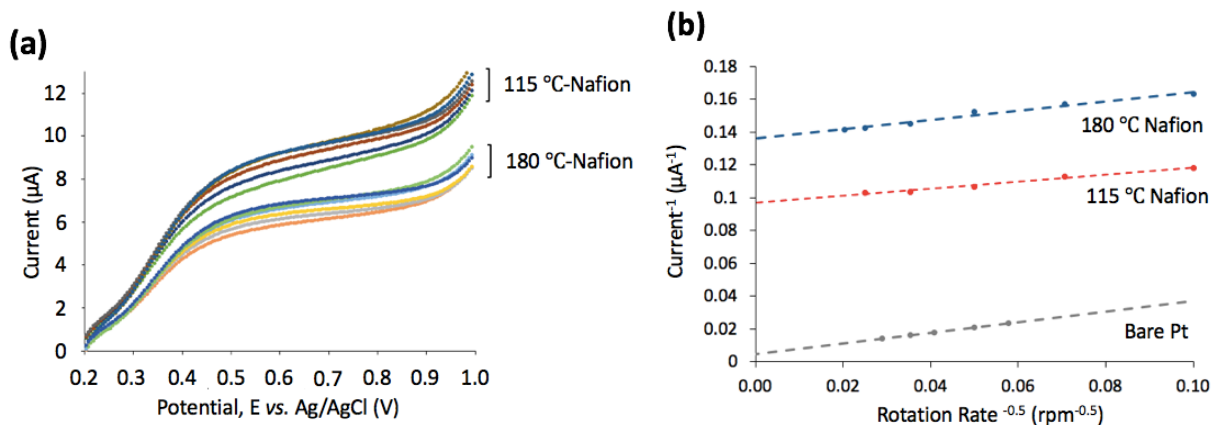 (a)
12
10
8
6
4
2
0
Current (µA)
0.2 0.3 0.4 0.5 0.6 0.7 0.8 0.9 1.0
Potential, E vs. Ag/AgCl (V)
115 °C-Nafion
180 °C-Nafion
(b)
0.18
0.16
0.14
0.12
0.1
0.08
0.06
0.04
0.02
0
Current⁻¹ (µA⁻¹)
0.00 0.02 0.04 0.06 0.08 0.10
Rotation Rate ⁻⁰·⁵ (rpm⁻⁰·⁵)
180 °C Nafion
115 °C Nafion
Bare Pt